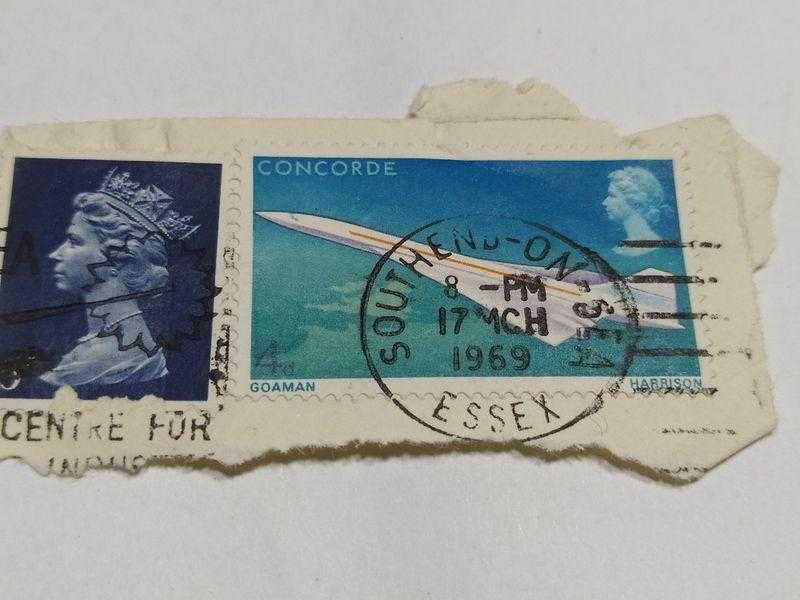 CONCORDE
4d
GOAMAN
HARRISON
SOUTHEND-ON-SEA
8 -PM
17 MCH
1969
ESSEX
CENTRE FOR